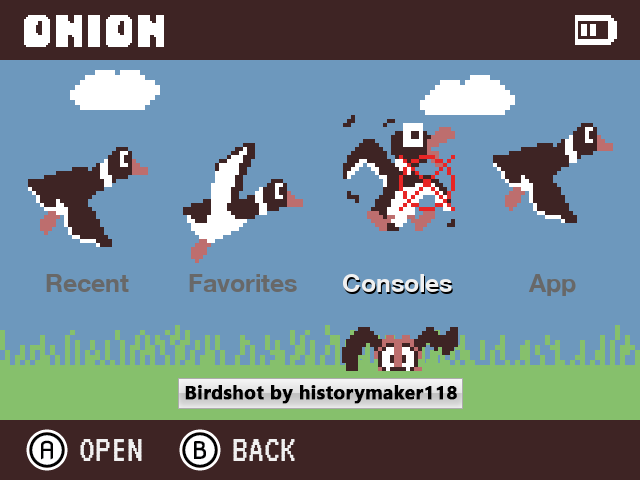 ONION
Recent
Favorites
Consoles
App
Birdshot by historymaker118
A OPEN
B BACK